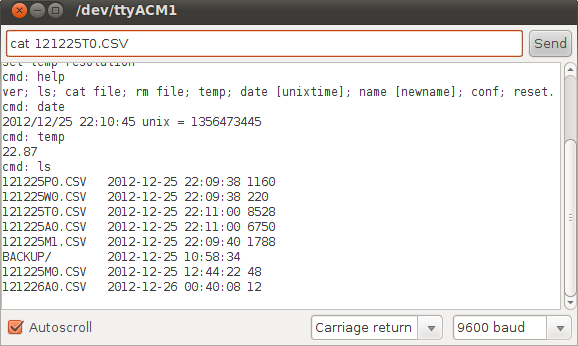 /dev/ttyACM1
cat 121225T0.CSV
Send
set temp resolution
cmd: help
ver; ls; cat file; rm file; temp; date [unixtime]; name [newname]; conf; reset.
cmd: date
2012/12/25 22:10:45 unix = 1356473445
cmd: temp
22.87
cmd: ls
121225P0.CSV 2012-12-25 22:09:38 1160
121225W0.CSV 2012-12-25 22:09:38 220
121225T0.CSV 2012-12-25 22:11:00 8528
121225A0.CSV 2012-12-25 22:11:00 6750
121225M1.CSV 2012-12-25 22:09:40 1788
BACKUP/ 2012-12-25 10:58:34
121225M0.CSV 2012-12-25 12:44:22 48
121226A0.CSV 2012-12-26 00:40:08 12
Autoscroll
Carriage return
9600 baud